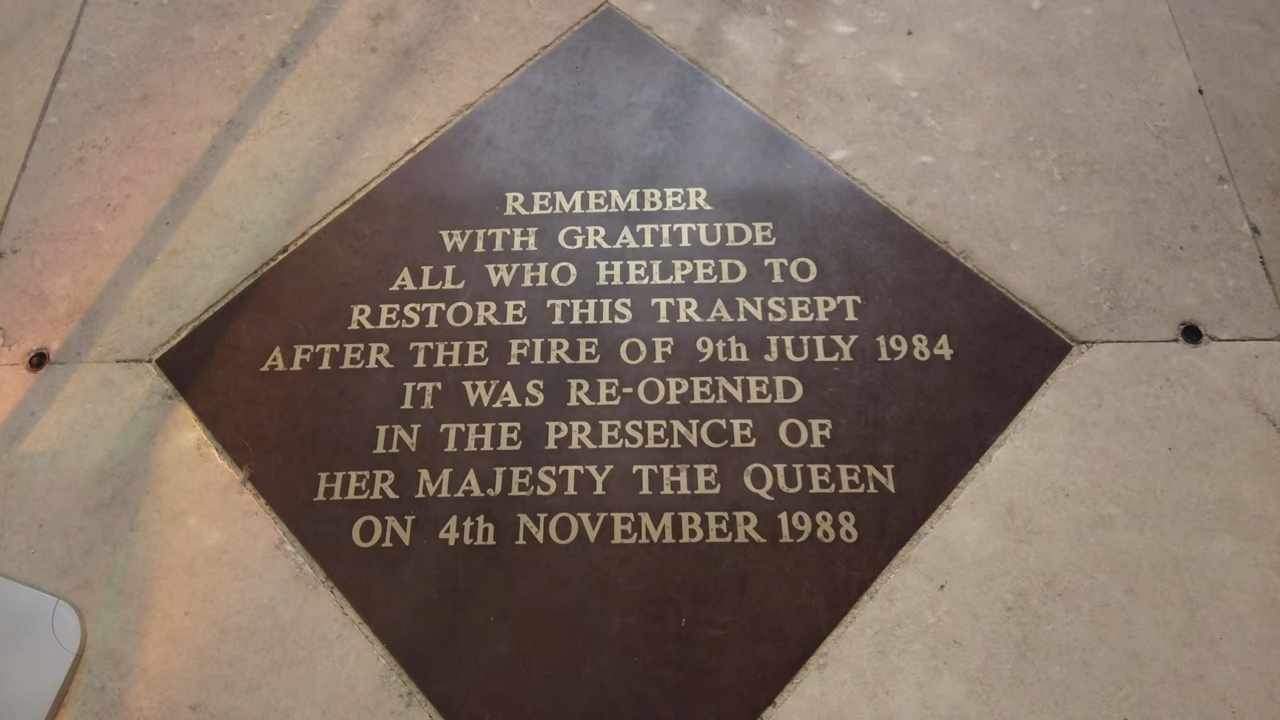 REMEMBER
WITH GRATITUDE
ALL WHO HELPED TO
RESTORE THIS TRANSEPT
AFTER THE FIRE OF 9th JULY 1984
IT WAS RE-OPENED
IN THE PRESENCE OF
HER MAJESTY THE QUEEN
ON 4th NOVEMBER 1988